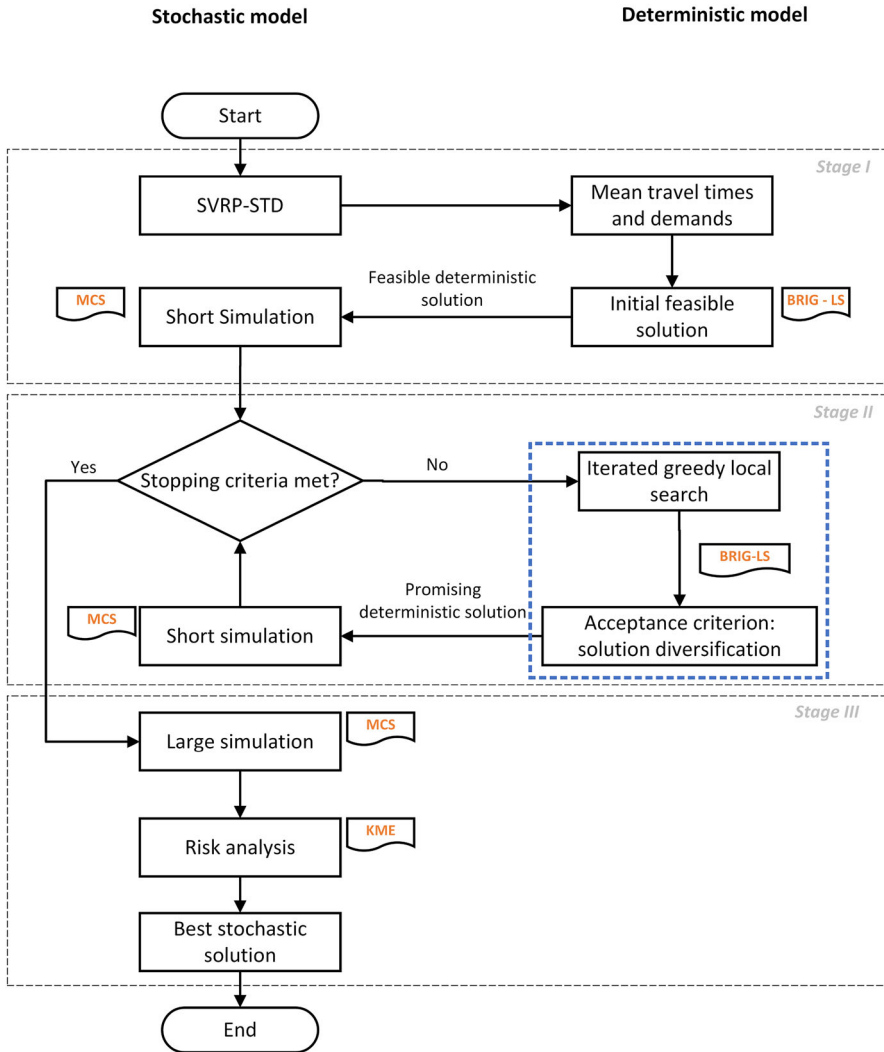 Stochastic model
Deterministic model
Start
Stage I
SVRP-STD
Mean travel times
and demands
Feasible deterministic
solution
MCS
Short Simulation
Initial feasible
solution
BRIG - LS
Stage II
Yes
Stopping criteria met?
No
Iterated greedy local
search
BRIG-LS
Promising
deterministic solution
MCS
Short simulation
Acceptance criterion:
solution diversification
Stage III
Large simulation
MCS
Risk analysis
KME
Best stochastic
solution
End